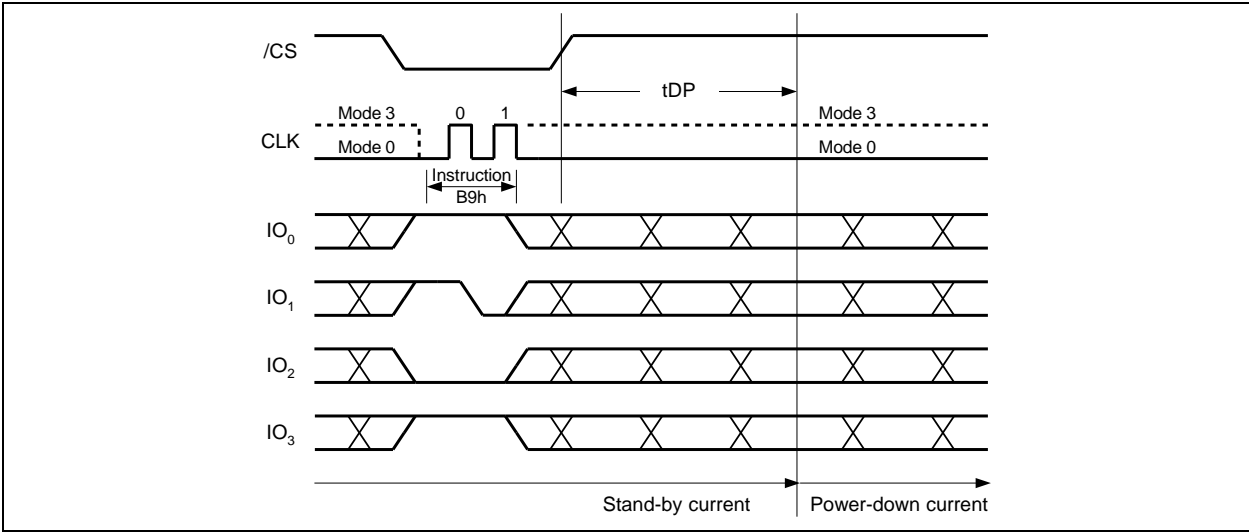 /CS
tDP
Mode 3 0 1 Mode 3
CLK
Mode 0 Mode 0
Instruction
B9h
IO0
IO1
IO2
IO3
Stand-by current Power-down current